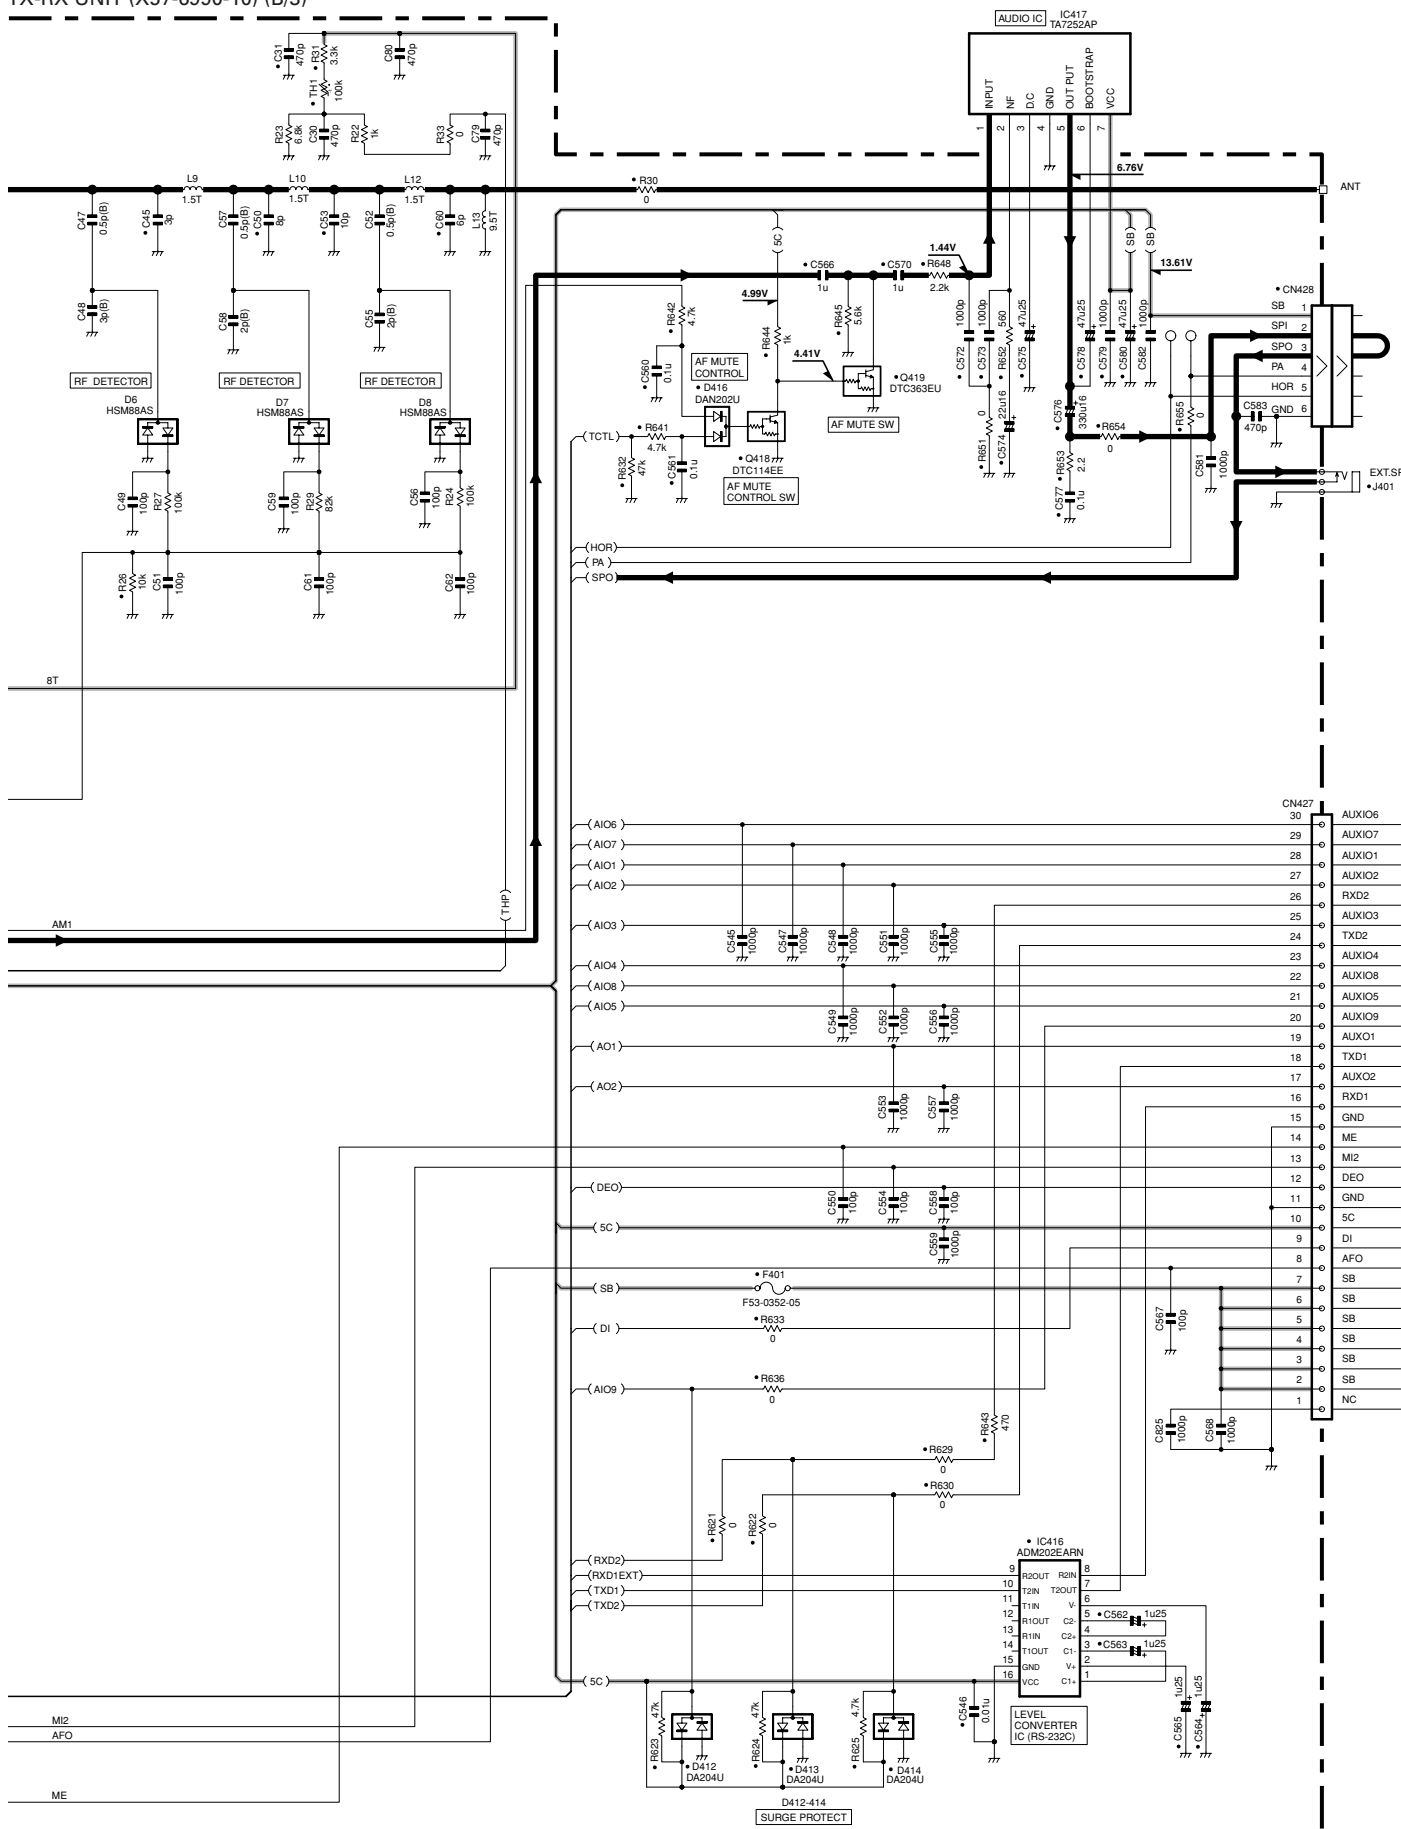 TX-RX UNIT (X57-6990-10) (B/3)
AUDIO IC
IC417
TA7252AP
INPUT
NF
D.C
GND
OUT PUT
BOOTSTRAP
VCC
1
2
3
4
5
6
7
C31
470p
R31
3.3k
C80
470p
TH1
100k
R23
6.8k
C30
470p
R22
1k
R33
0
C79
470p
6.76V
L9
1.5T
L10
1.5T
L12
1.5T
R30
0
ANT
C47
0.5p(B)
C45
3p
C57
0.5p(B)
C50
8p
C53
10p
C52
0.5p(B)
C60
6p
L13
9.5T
5C
SB
SB
1.44V
13.61V
C566
1u
C570
1u
R648
2.2k
4.99V
C48
3p(B)
C58
2p(B)
C55
2p(B)
R642
4.7k
R644
1k
R645
5.6k
C572
1000p
C573
1000p
R652
560
C575
47u25
C578
47u25
C579
1000p
C580
47u25
C582
1000p
CN428
SB 1
SPI 2
SPO 3
PA 4
HOR 5
GND 6
4.41V
AF MUTE
CONTROL
D416
DAN202U
C560
0.1u
Q419
DTC363EU
AF MUTE SW
RF DETECTOR
RF DETECTOR
RF DETECTOR
D6
HSM88AS
D7
HSM88AS
D8
HSM88AS
TCTL
R641
4.7k
R632
47k
C561
0.1u
Q418
DTC114EE
AF MUTE
CONTROL SW
R651
0
C574
22u16
C576
330u16
R654
0
R653
2.2
C577
0.1u
R655
0
C583
470p
C581
1000p
EXT.SP
J401
C49
100p
R27
100k
C59
100p
R29
82k
C56
100p
R24
100k
HOR
PA
SPO
R26
10k
C51
100p
C61
100p
C62
100p
8T
CN427
AIO6
30
AUXIO6
AIO7
29
AUXIO7
AIO1
28
AUXIO1
AIO2
27
AUXIO2
26
RXD2
AIO3
25
AUXIO3
24
TXD2
AIO4
23
AUXIO4
AIO8
22
AUXIO8
AIO5
21
AUXIO5
20
AUXIO9
AO1
19
AUXO1
18
TXD1
AO2
17
AUXO2
16
RXD1
15
GND
14
ME
13
MI2
DEO
12
DEO
11
GND
5C
10
5C
9
DI
8
AFO
SB
7
SB
6
SB
5
SB
4
SB
3
SB
2
SB
1
NC
AM1
THP
C545
1000p
C547
1000p
C548
1000p
C551
1000p
C555
1000p
C549
1000p
C552
1000p
C556
1000p
C553
1000p
C557
1000p
C550
100p
C554
100p
C558
100p
C559
1000p
F401
F53-0352-05
DI
R633
0
C567
100p
AIO9
R636
0
R643
470
C825
1000p
C568
1000p
R629
0
R630
0
R621
0
R622
0
RXD2
RXD1EXT
TXD1
TXD2
IC416
ADM202EARN
9 R2OUT R2IN 8
10 T2IN T2OUT 7
11 T1IN V- 6
12 R1OUT C2- 5
13 R1IN C2+ 4
14 T1OUT C1- 3
15 GND V+ 2
16 VCC C1+ 1
C562
1u25
C563
1u25
5C
C546
0.01u
LEVEL
CONVERTER
IC (RS-232C)
C565
1u25
C564
1u25
R623
47k
R624
47k
R625
4.7k
D412
DA204U
D413
DA204U
D414
DA204U
MI2
AFO
ME
D412-414
SURGE PROTECT